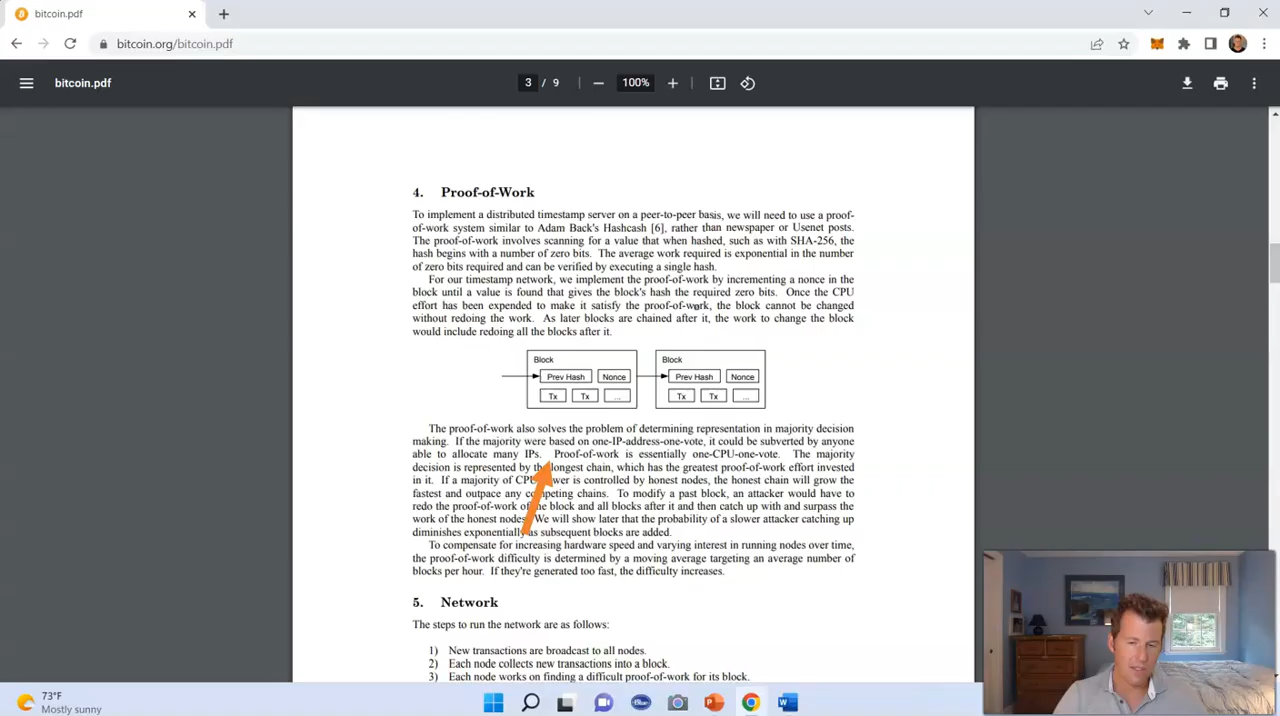 bitcoin.pdf
bitcoin.org/bitcoin.pdf
bitcoin.pdf
3 / 9
100%
4. Proof-of-Work
To implement a distributed timestamp server on a peer-to-peer basis, we will need to use a proof-
of-work system similar to Adam Back's Hashcash [6], rather than newspaper or Usenet posts.
The proof-of-work involves scanning for a value that when hashed, such as with SHA-256, the
hash begins with a number of zero bits. The average work required is exponential in the number
of zero bits required and can be verified by executing a single hash.
For our timestamp network, we implement the proof-of-work by incrementing a nonce in the
block until a value is found that gives the block's hash the required zero bits. Once the CPU
effort has been expended to make it satisfy the proof-of-work, the block cannot be changed
without redoing the work. As later blocks are chained after it, the work to change the block
would include redoing all the blocks after it.
Block Block
Prev Hash Nonce Prev Hash Nonce
Tx Tx ... Tx Tx ...
The proof-of-work also solves the problem of determining representation in majority decision
making. If the majority were based on one-IP-address-one-vote, it could be subverted by anyone
able to allocate many IPs. Proof-of-work is essentially one-CPU-one-vote. The majority
decision is represented by the longest chain, which has the greatest proof-of-work effort invested
in it. If a majority of CPU power is controlled by honest nodes, the honest chain will grow the
fastest and outpace any competing chains. To modify a past block, an attacker would have to
redo the proof-of-work of the block and all blocks after it and then catch up with and surpass the
work of the honest nodes. We will show later that the probability of a slower attacker catching up
diminishes exponentially as subsequent blocks are added.
To compensate for increasing hardware speed and varying interest in running nodes over time,
the proof-of-work difficulty is determined by a moving average targeting an average number of
blocks per hour. If they're generated too fast, the difficulty increases.
5. Network
The steps to run the network are as follows:
1) New transactions are broadcast to all nodes.
2) Each node collects new transactions into a block.
3) Each node works on finding a difficult proof-of-work for its block.
73°F
Mostly sunny